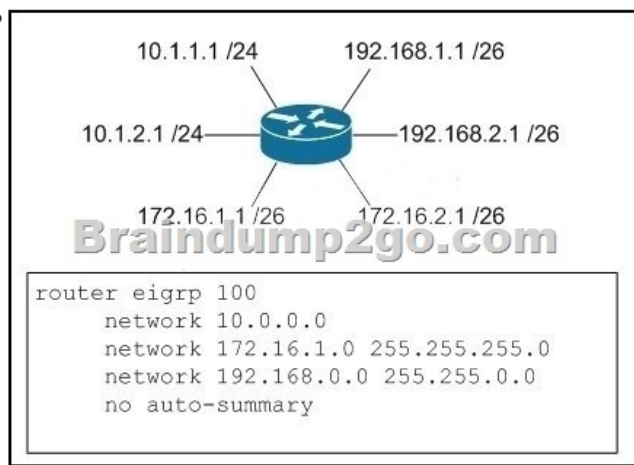 10.1.1.1 /24 192.168.1.1 /26
10.1.2.1 /24 192.168.2.1 /26
172.16.1.1 /26 172.16.2.1 /26
Braindump2go.com
router eigrp 100
network 10.0.0.0
network 172.16.1.0 255.255.255.0
network 192.168.0.0 255.255.0.0
no auto-summary